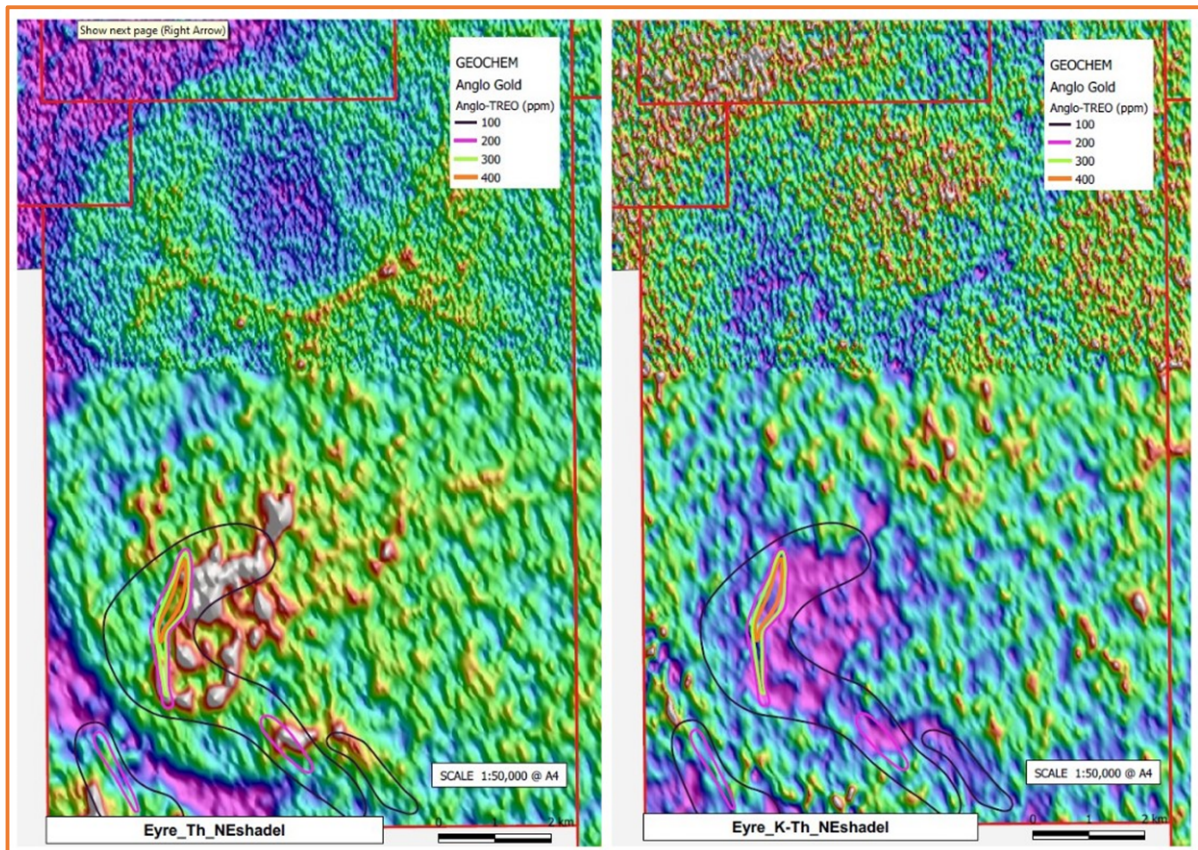 Show next page (Right Arrow)
GEOCHEM
Anglo Gold
Anglo-TREO (ppm)
100
200
300
400
SCALE 1:50,000 @ A4
0 1 2 km
Eyre_Th_NEshadel
GEOCHEM
Anglo Gold
Anglo-TREO (ppm)
100
200
300
400
SCALE 1:50,000 @ A4
0 1 2 km
Eyre_K-Th_NEshadel